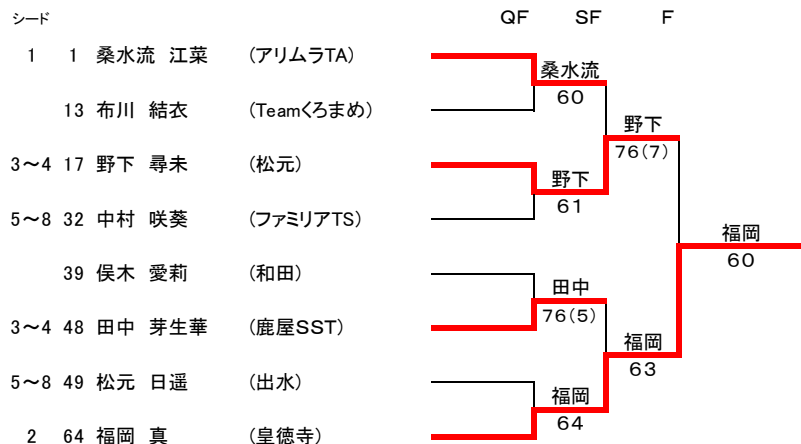 シード QF SF F
1 1 桑水流 江菜 (アリムラTA)
桑水流
13 布川 結衣 (Teamくろまめ) 60
野下
3～4 17 野下 尋未 (松元) 76(7)
野下
5～8 32 中村 咲葵 (ファミリアTS) 61
福岡
39 俣木 愛莉 (和田) 60
田中
3～4 48 田中 芽生華 (鹿屋SST) 76(5)
福岡
5～8 49 松元 日遥 (出水) 63
福岡
2 64 福岡 真 (皇徳寺) 64